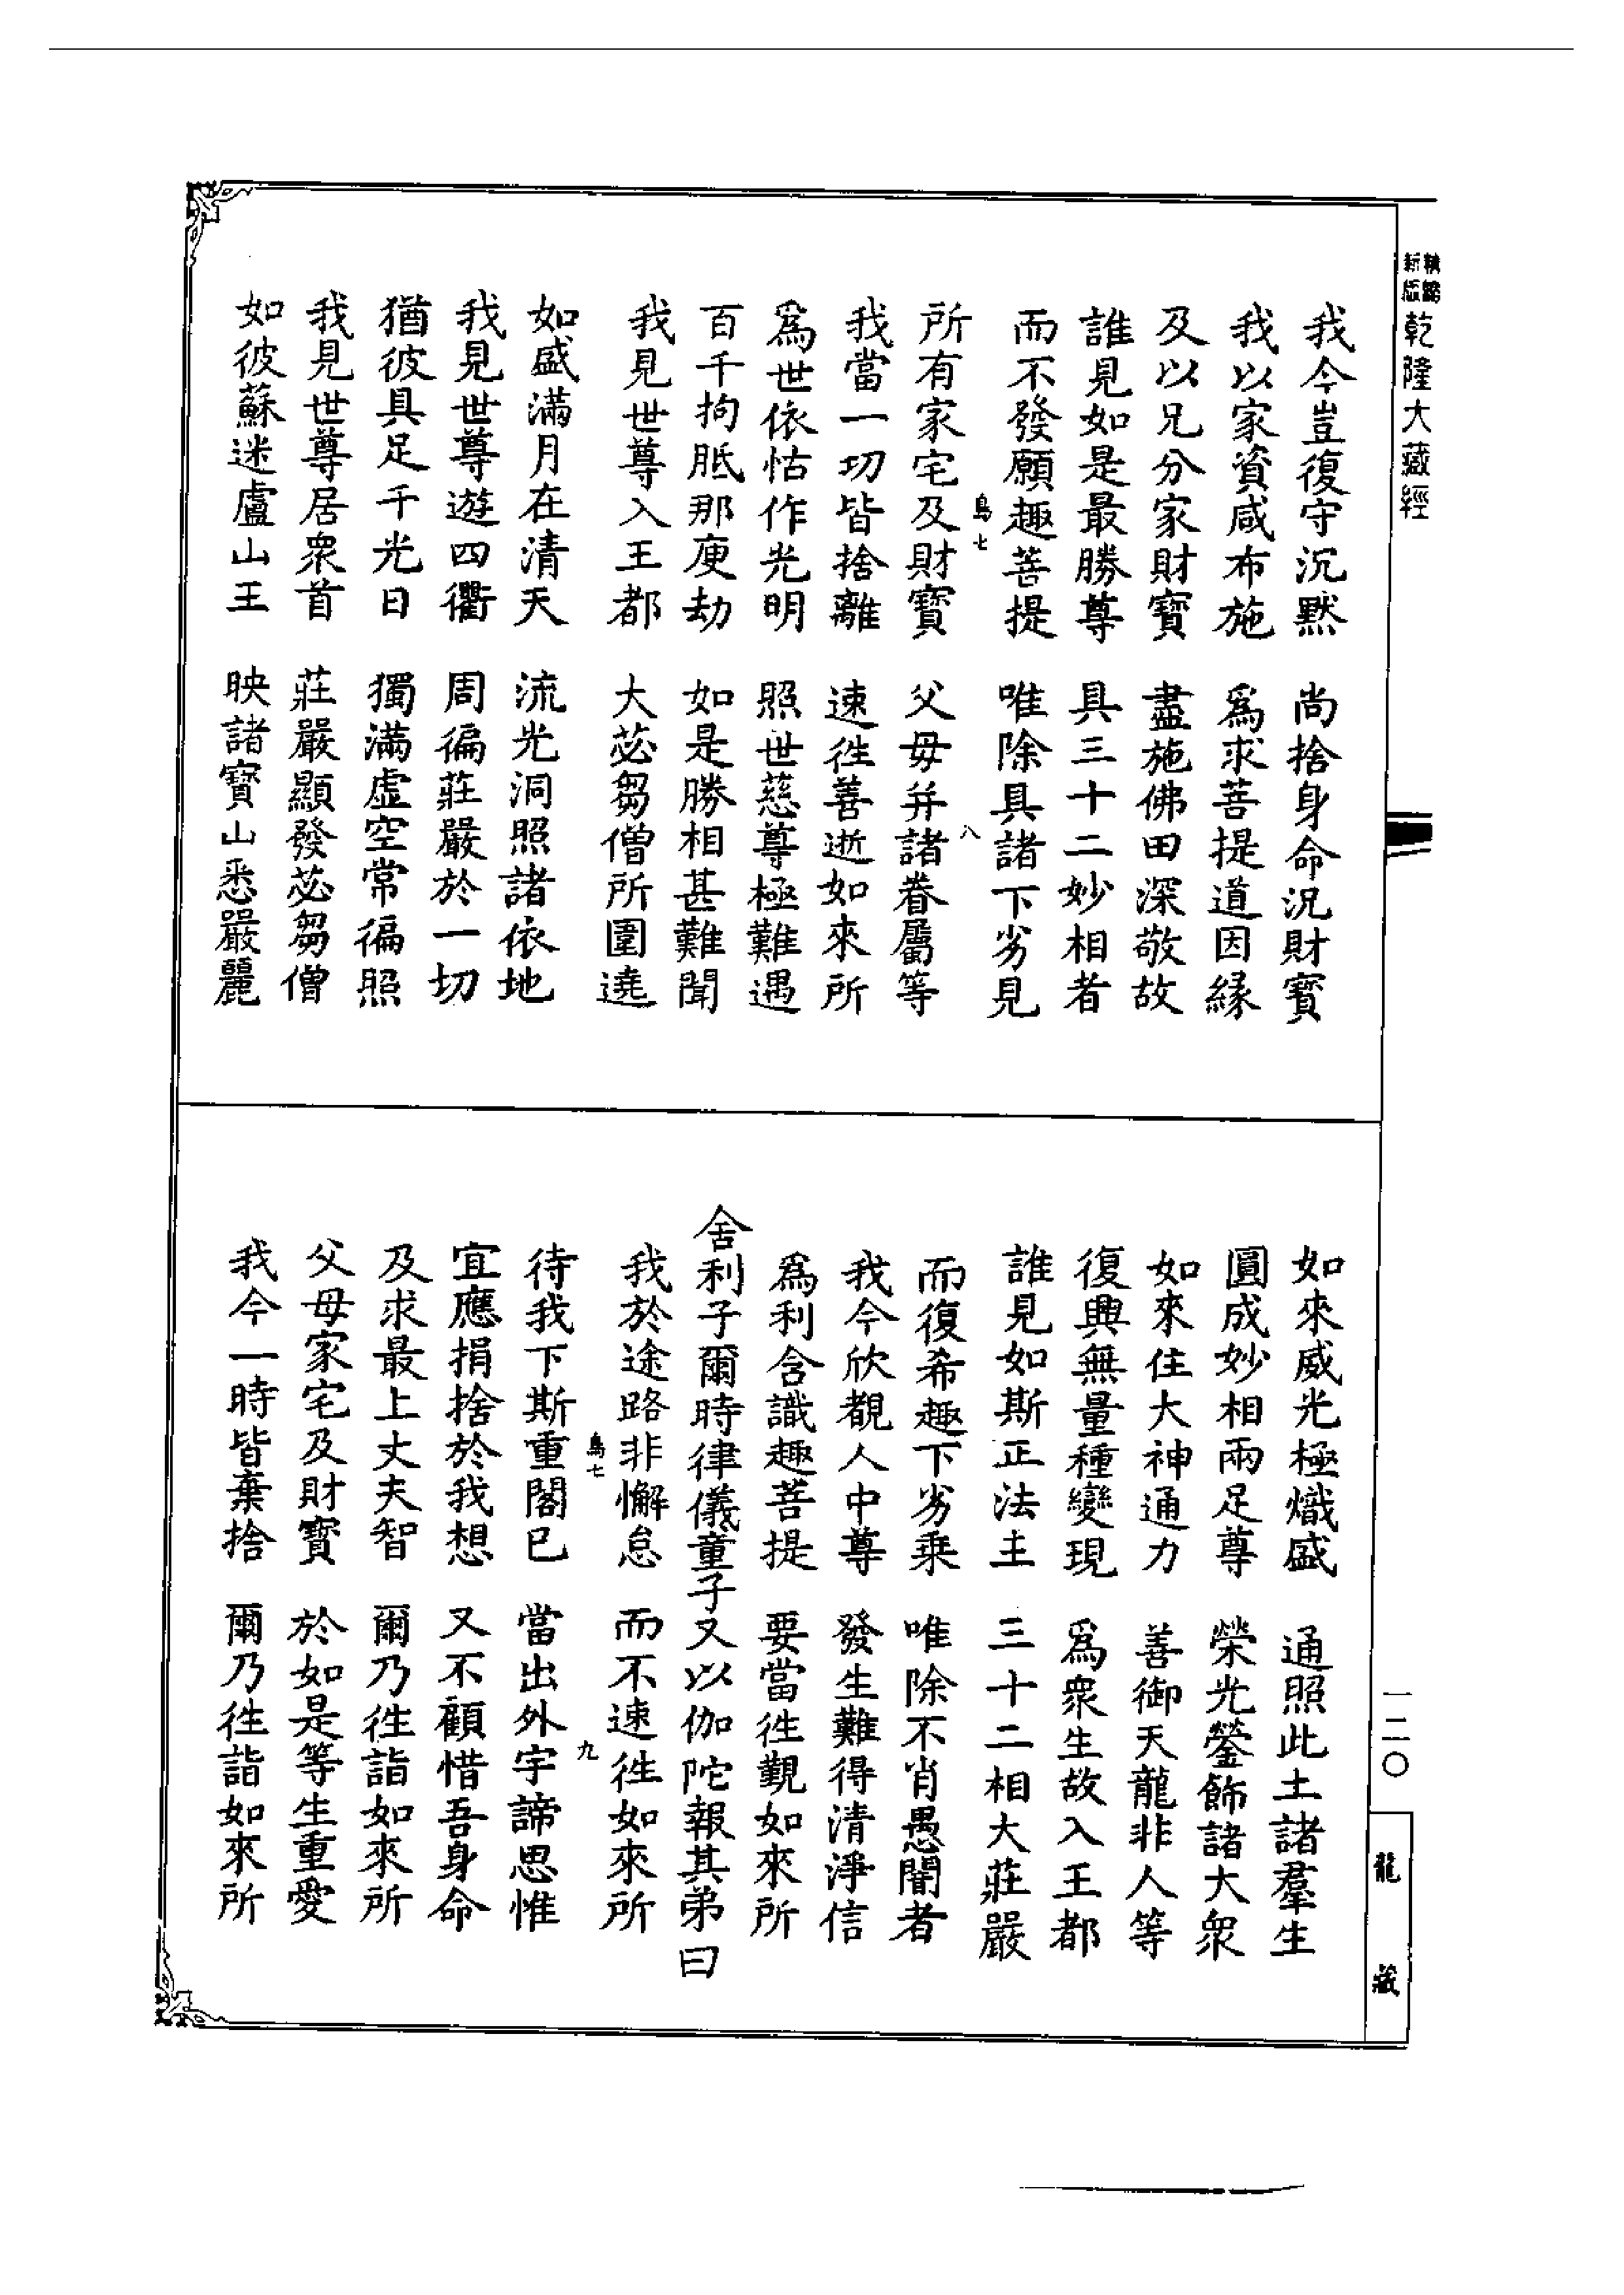 精繕
新版
乾隆大藏經
我今豈復守沉黙　尚捨身命況財寶
我以家資咸布施　爲求菩提道因緣
及以兄分家財寶　盡施佛田深敬故
誰見如是最勝尊　具三十二妙相者
而不發願趣菩提　唯除具諸下劣見
鳥七　八
所有家宅及財寶　父母并諸眷屬等
我當一切皆捨離　速徃善逝如來所
爲世依怙作光明　照世慈尊極難遇
百千拘胝那庾劫　如是勝相甚難聞
我見世尊入王都　大苾芻僧所圍遶
如盛滿月在清天　流光洞照諸依地
我見世尊遊四衢　周徧莊嚴於一切
猶彼具足千光日　獨滿虛空常徧照
我見世尊居衆首　莊嚴顯發苾芻僧
如彼蘇迷盧山王　映諸寶山悉嚴麗
如來威光極熾盛　通照此土諸羣生
圓成妙相兩足尊　榮光鎣飾諸大衆
如來住大神通力　善御天龍非人等
復興無量種變現　爲衆生故入王都
誰見如斯正法主　三十二相大莊嚴
而復希趣下劣乘　唯除不肖愚闇者
我今欣覩人中尊　發生難得清淨信
爲利含識趣菩提　要當徃覲如來所
舍利子爾時律儀童子又以伽陀報其弟曰
我於途路非懈怠　而不速徃如來所
鳥七　九
待我下斯重閣已　當出外宇諦思惟
宜應捐捨於我想　又不顧惜吾身命
及求最上丈夫智　爾乃徃詣如來所
父母家宅及財寶　於如是等生重愛
我今一時皆棄捨　爾乃徃詣如來所
一二〇
龍藏